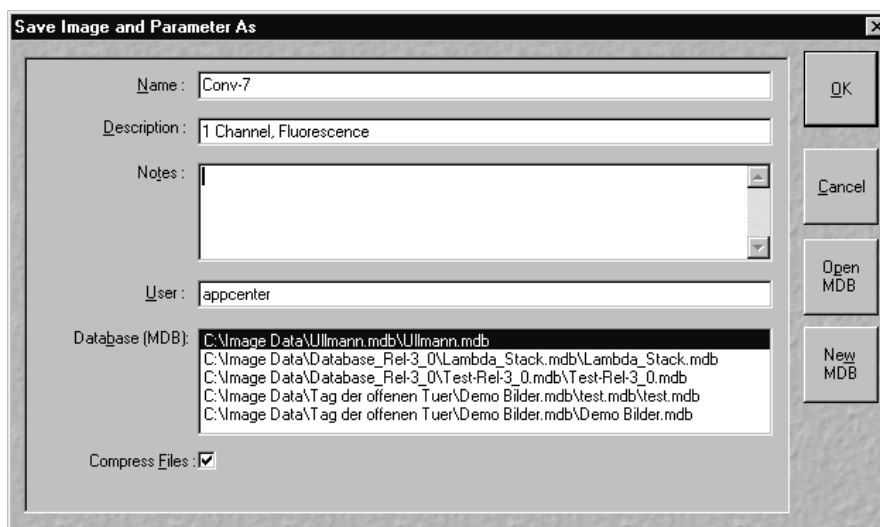 Save Image and Parameter As
Name : Conv-7
Description : 1 Channel, Fluorescence
Notes :
User : appcenter
Database (MDB): C:\Image Data\Ullmann.mdb\Ullmann.mdb
C:\Image Data\Database_Rel-3_0\Lambda_Stack.mdb\Lambda_Stack.mdb
C:\Image Data\Database_Rel-3_0\Test-Rel-3_0.mdb\Test-Rel-3_0.mdb
C:\Image Data\Tag der offenen Tuer\Demo Bilder.mdb\test.mdb\test.mdb
C:\Image Data\Tag der offenen Tuer\Demo Bilder.mdb\Demo Bilder.mdb
Compress Files :
OK
Cancel
Open
MDB
New
MDB